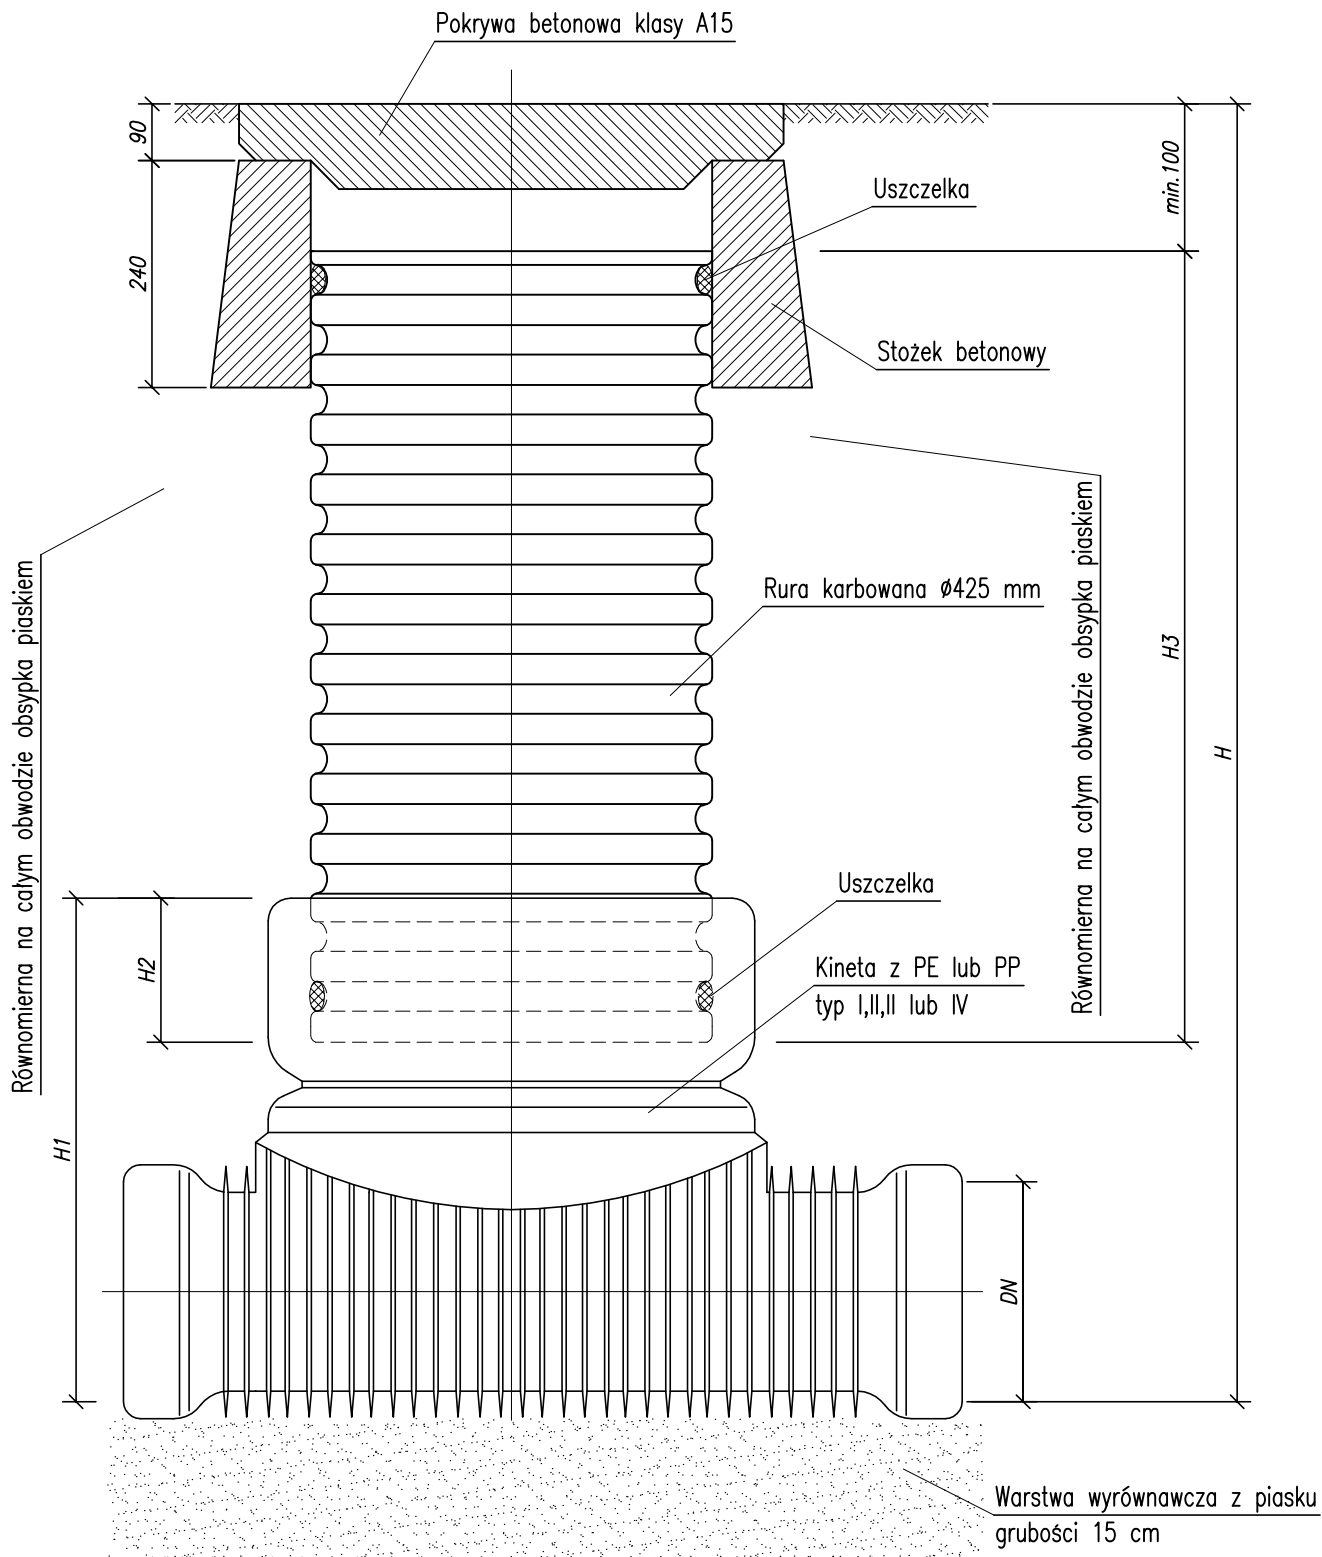 Pokrywa betonowa klasy A15
90
min.100
Uszczelka
240
Stożek betonowy
Równomierna na całym obwodzie obsypka piaskiem
Równomierna na całym obwodzie obsypka piaskiem
Rura karbowana Ø425 mm
H3
H
Uszczelka
H2
Kineta z PE lub PP
typ I,II,II lub IV
H1
DN
Warstwa wyrównawcza z piasku
grubości 15 cm